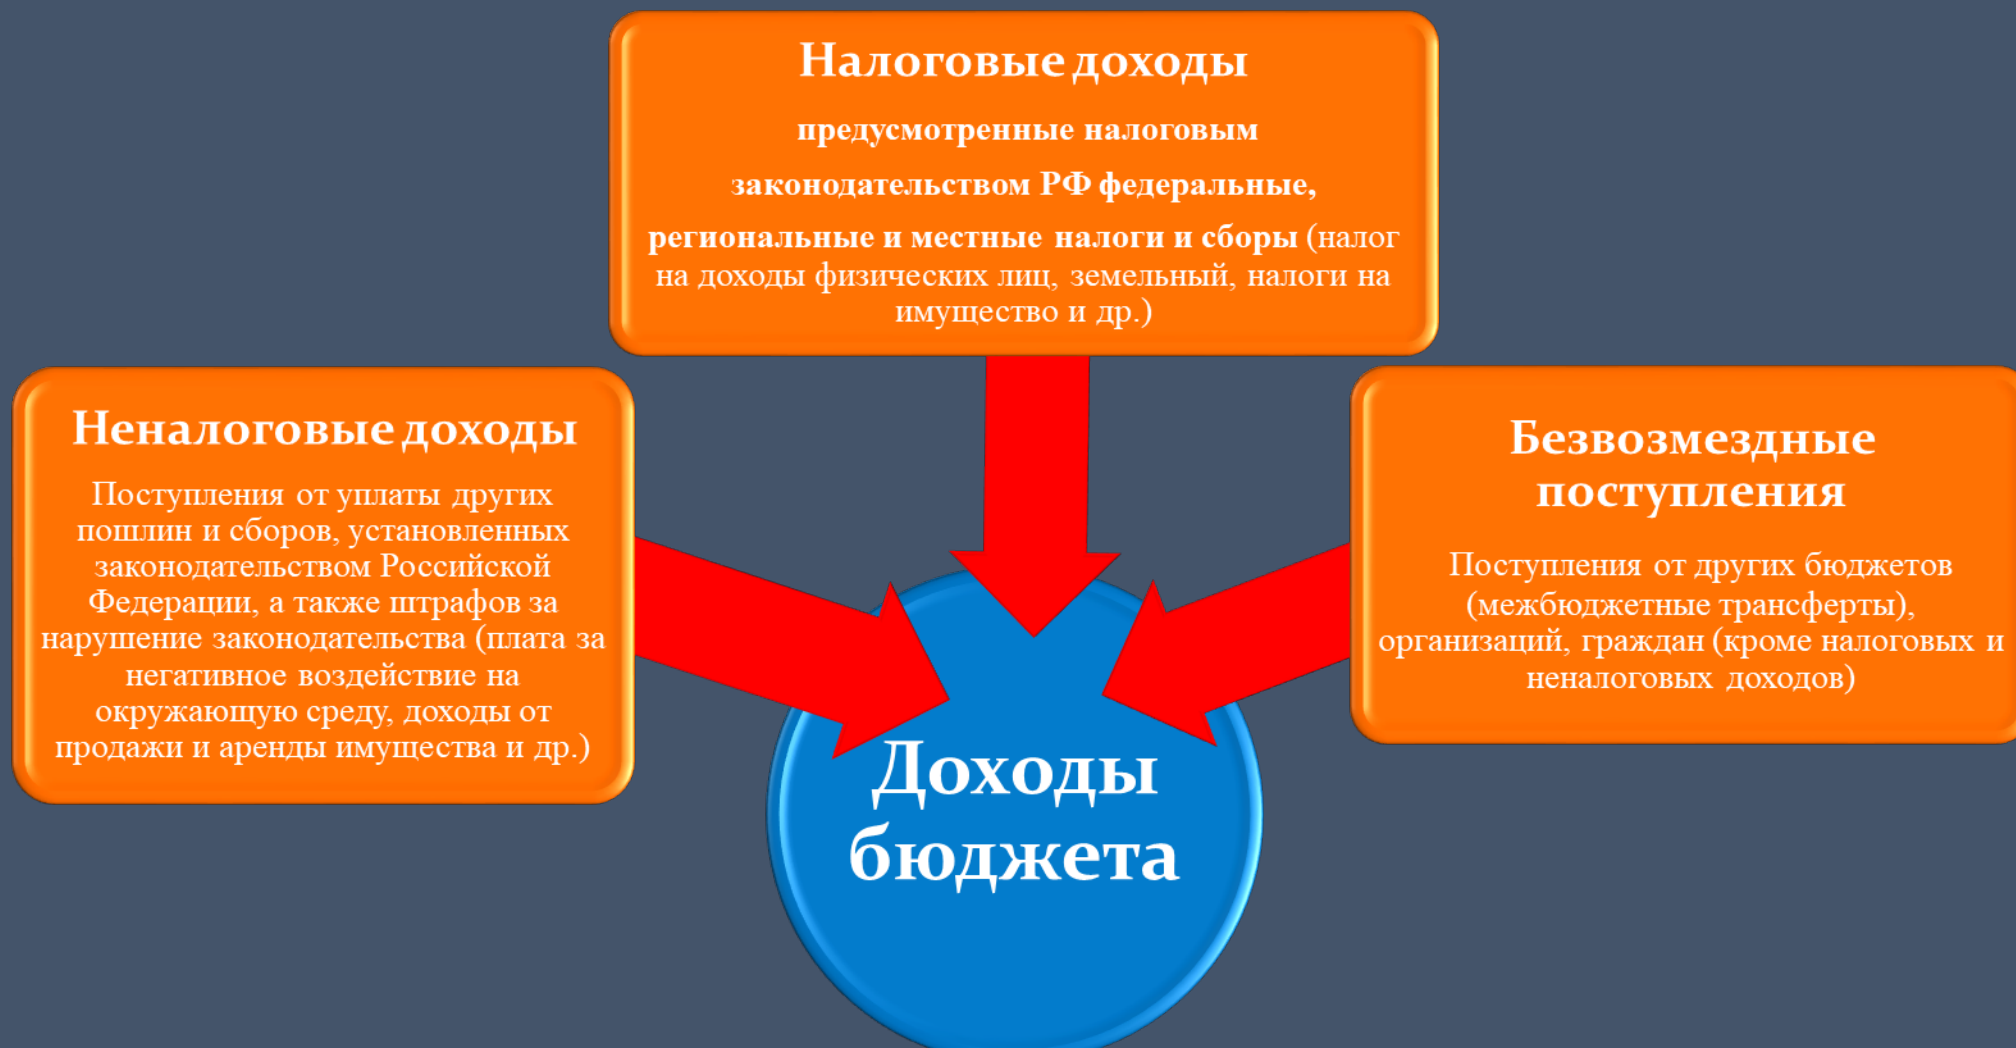 Налоговые доходы
предусмотренные налоговым
законодательством РФ федеральные,
региональные и местные налоги и сборы (налог
на доходы физических лиц, земельный, налоги на
имущество и др.)
Неналоговые доходы
Поступления от уплаты других
пошлин и сборов, установленных
законодательством Российской
Федерации, а также штрафов за
нарушение законодательства (плата за
негативное воздействие на
окружающую среду, доходы от
продажи и аренды имущества и др.)
Безвозмездные
поступления
Поступления от других бюджетов
(межбюджетные трансферты),
организаций, граждан (кроме налоговых и
неналоговых доходов)
Доходы
бюджета